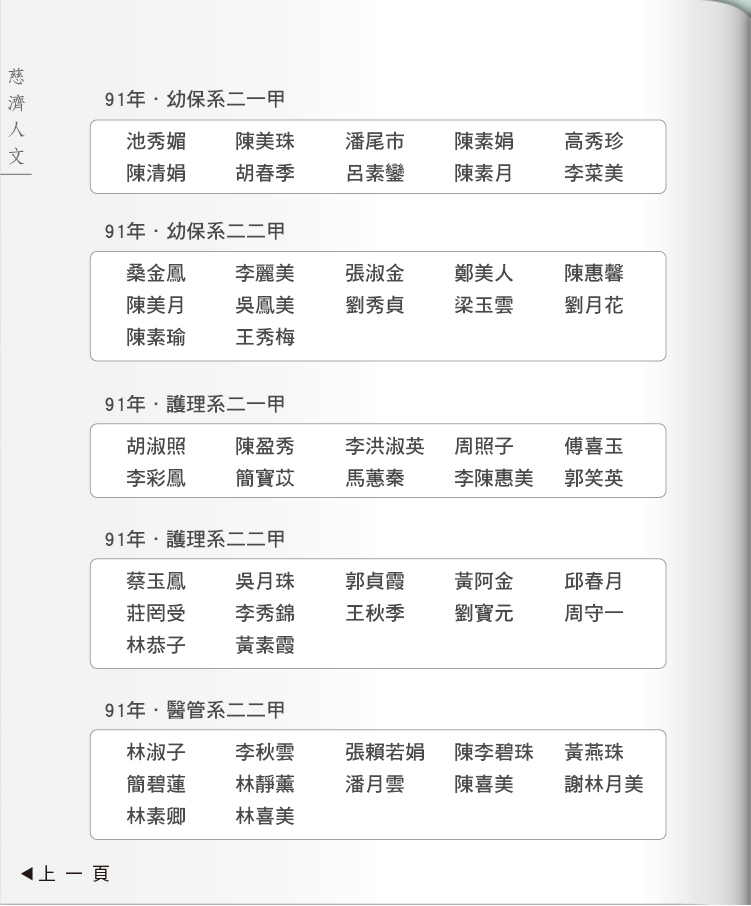 慈濟人文
91年·幼保系二一甲
池秀媚 陳美珠 潘尾市 陳素娟 高秀珍
陳清娟 胡春季 呂素鑾 陳素月 李菜美
91年·幼保系二二甲
桑金鳳 李麗美 張淑金 鄭美人 陳惠馨
陳美月 吳鳳美 劉秀貞 梁玉雲 劉月花
陳素瑜 王秀梅
91年·護理系二一甲
胡淑照 陳盈秀 李洪淑英 周照子 傅喜玉
李彩鳳 簡寶苡 馬蕙秦 李陳惠美 郭笑英
91年·護理系二二甲
蔡玉鳳 吳月珠 郭貞霞 黃阿金 邱春月
莊罔受 李秀錦 王秋季 劉寶元 周守一
林恭子 黃素霞
91年·醫管系二二甲
林淑子 李秋雲 張賴若娟 陳李碧珠 黃燕珠
簡碧蓮 林靜薰 潘月雲 陳喜美 謝林月美
林素卿 林喜美
◀上一頁